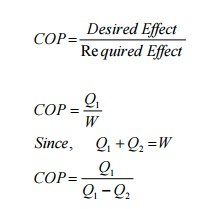 COP = Desired Effect / Required Effect
COP = Q₁ / W
Since, Q₁ + Q₂ = W
COP = Q₁ / Q₁ − Q₂